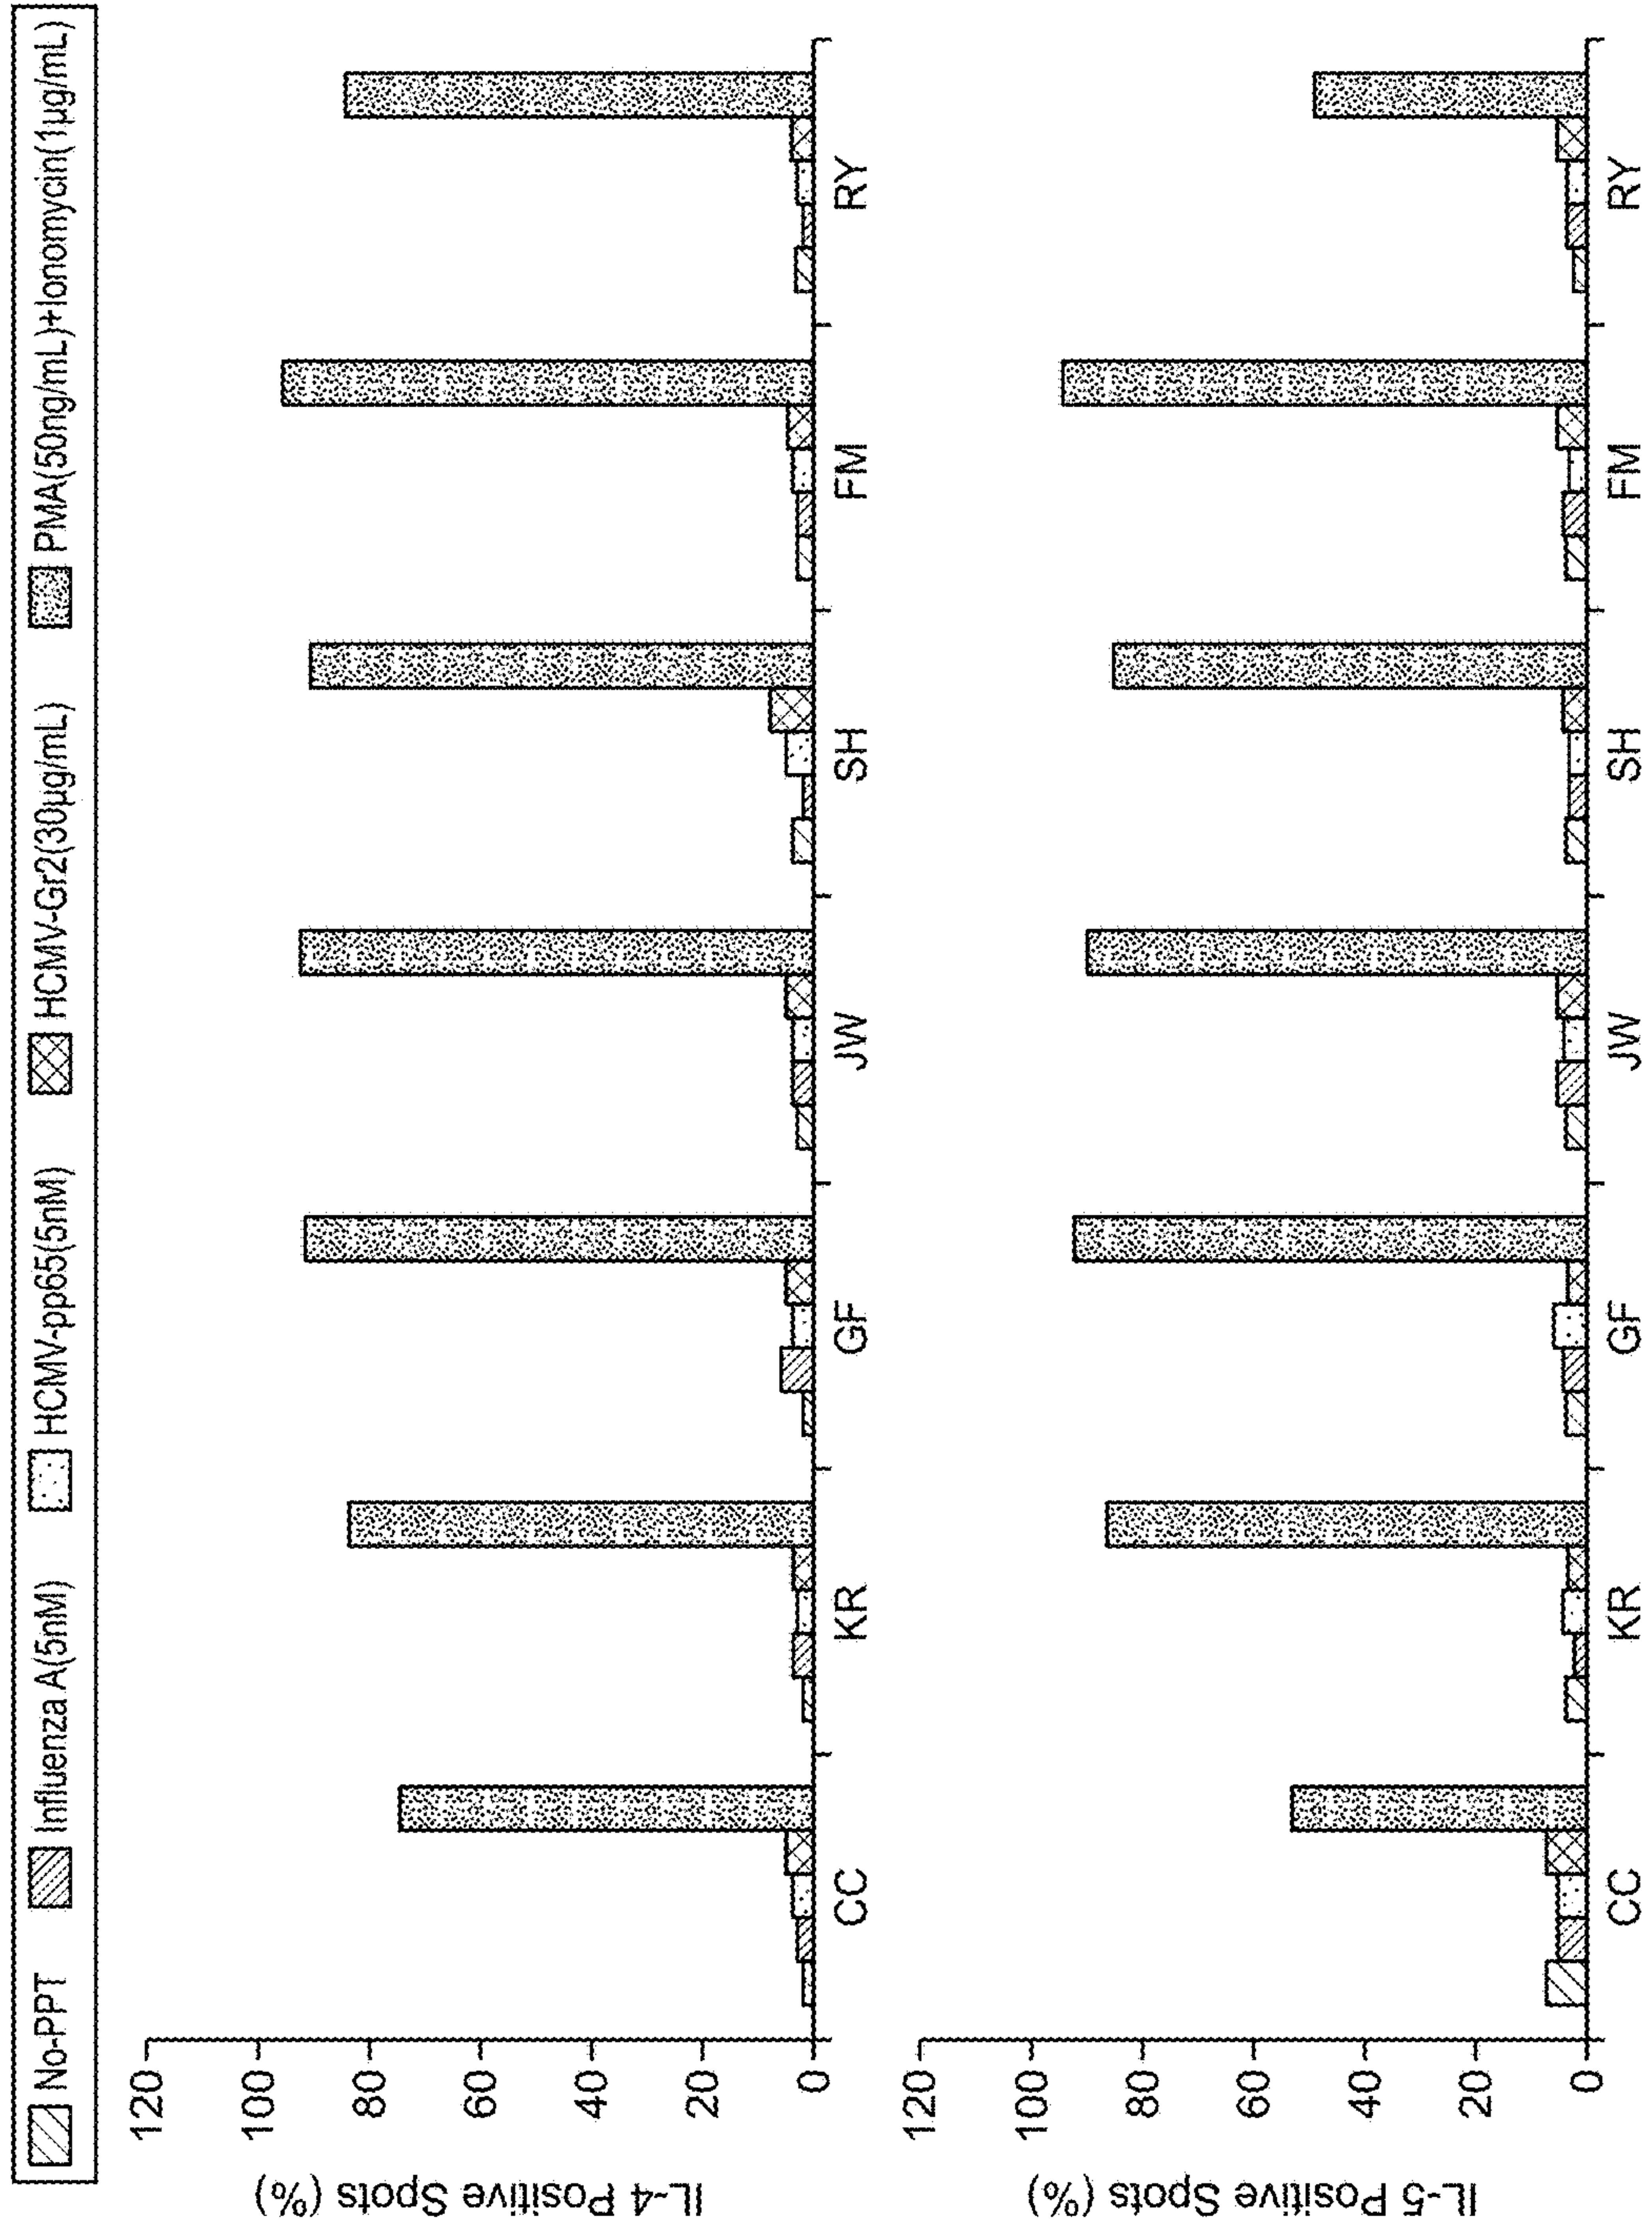 No-PPT Influenza A(5nM) HCMV-pp65(5nM) HCMV-Gr2(30µg/mL) PMA(50ng/mL)+Ionomycin(1µg/mL)
IL-4 Positive Spots (%)
120
100
80
60
40
20
0
CC KR GF JW SH FM RY
IL-5 Positive Spots (%)
120
100
80
60
40
20
0
CC KR GF JW SH FM RY